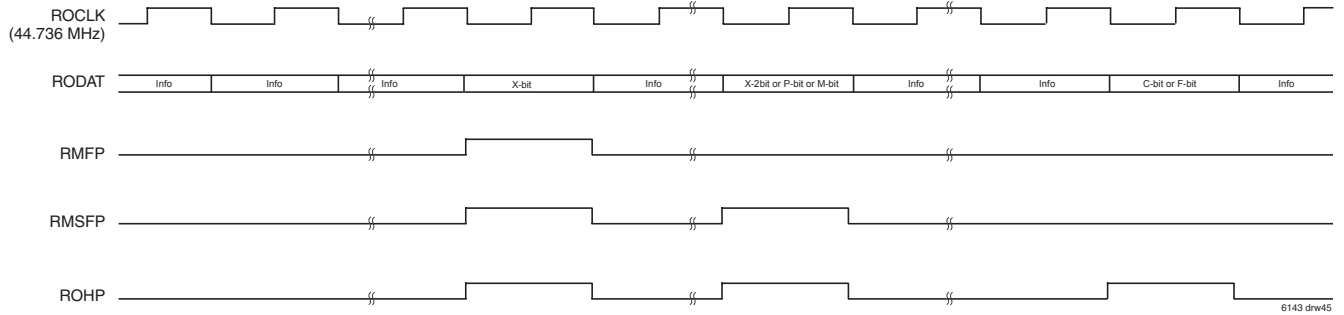 ROCLK
(44.736 MHz)
RODAT
Info Info Info X-bit Info X-2bit or P-bit or M-bit Info Info C-bit or F-bit Info
RMFP
RMSFP
ROHP
6143 drw45